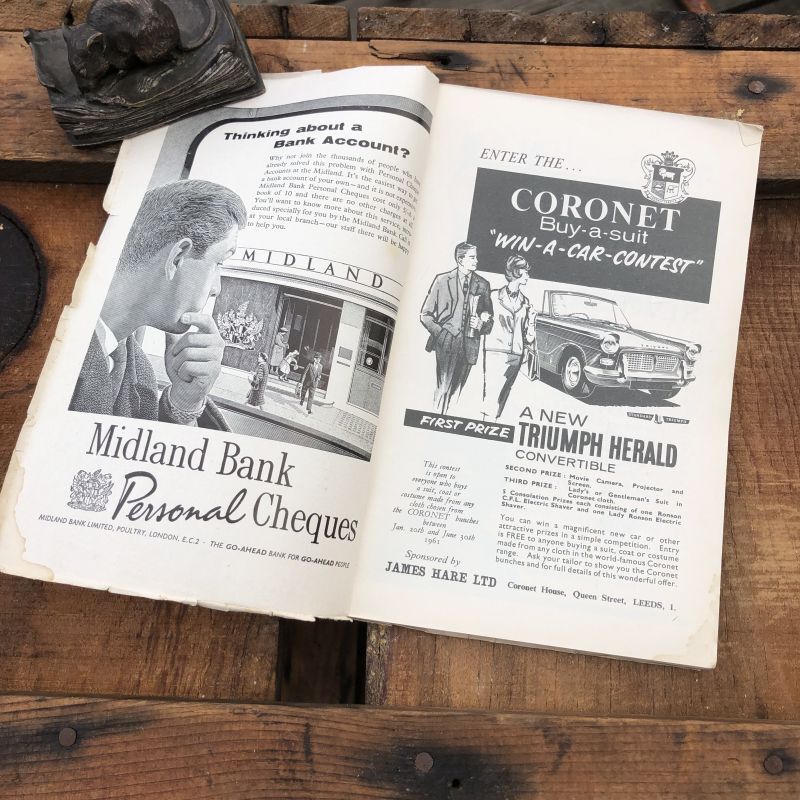 Thinking about a
Bank Account?
Why not join the thousands of people who have
already solved this problem with Personal Cheque
Accounts at the Midland. It's the easiest way to
a bank account of your own—and it is not expensive.
Midland Bank Personal Cheques cost only
book of 10 and there are no other charges at all.
You'll want to know more about this service,
duced specially for you by the Midland Bank. Call
at your local branch—our staff there will be happy
to help you.
MIDLAND
Midland Bank
Personal Cheques
MIDLAND BANK LIMITED, POULTRY, LONDON, E.C.2 · THE GO-AHEAD BANK FOR GO-AHEAD PEOPLE
ENTER THE...
CORONET
Buy-a-suit
"WIN-A-CAR-CONTEST"
TRIUMPH
STANDARD TRIUMPH
FIRST PRIZE
A NEW
TRIUMPH HERALD
CONVERTIBLE
This contest
is open to
everyone who buys
a suit, coat or
costume made from any
cloth chosen from
the CORONET bunches
between
Jan. 20th and June 30th
1961
SECOND PRIZE : Movie Camera, Projector and
Screen.
THIRD PRIZE : Lady's or Gentleman's Suit in
Coronet cloth.
5 Consolation Prizes each consisting of one Ronson
C.F.L. Electric Shaver and one Lady Ronson Electric
Shaver.
You can win a magnificent new car or other
attractive prizes in a simple competition. Entry
is FREE to anyone buying a suit, coat or costume
made from any cloth in the world-famous Coronet
range. Ask your tailor to show you the Coronet
bunches and for full details of this wonderful offer.
Sponsored by
JAMES HARE LTD Coronet House, Queen Street, LEEDS, 1.